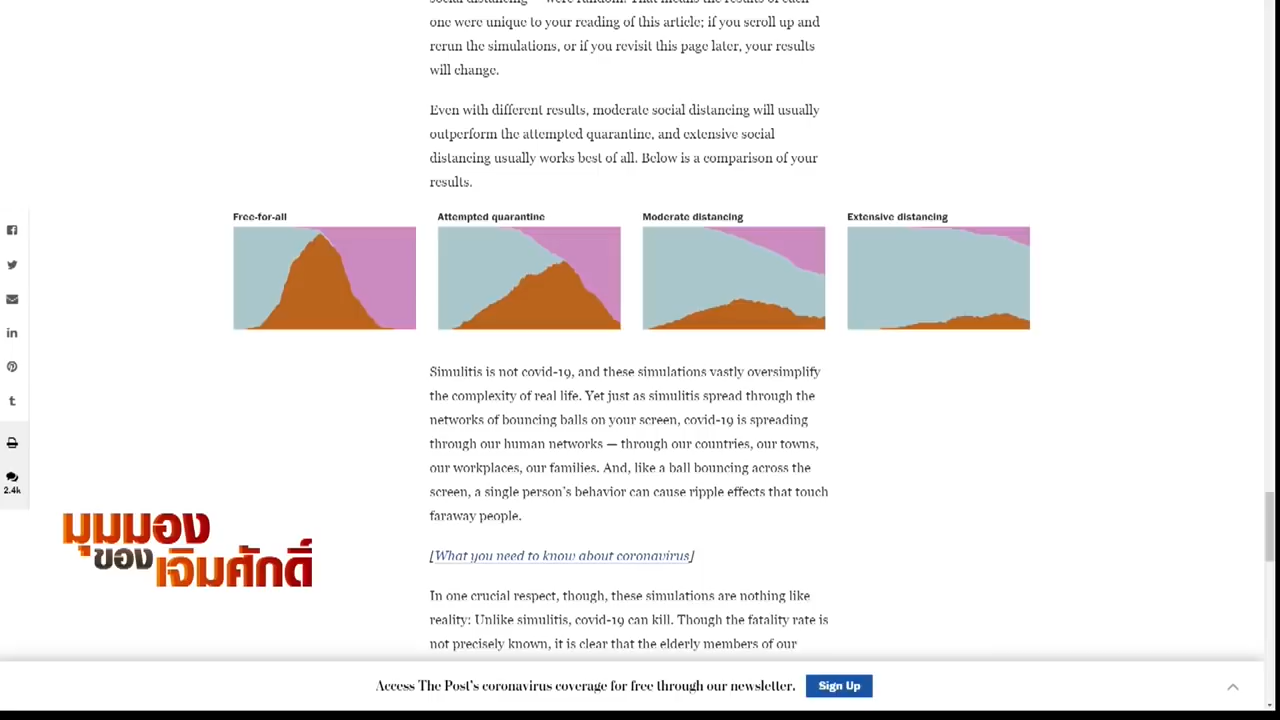 social distancing — were random. That means the results of each
one were unique to your reading of this article; if you scroll up and
rerun the simulations, or if you revisit this page later, your results
will change.
Even with different results, moderate social distancing will usually
outperform the attempted quarantine, and extensive social
distancing usually works best of all. Below is a comparison of your
results.
Free-for-all
Attempted quarantine
Moderate distancing
Extensive distancing
Simulitis is not covid-19, and these simulations vastly oversimplify
the complexity of real life. Yet just as simulitis spread through the
networks of bouncing balls on your screen, covid-19 is spreading
through our human networks — through our countries, our towns,
our workplaces, our families. And, like a ball bouncing across the
screen, a single person's behavior can cause ripple effects that touch
faraway people.
2.4k
มุมมอง
ของ
เจิมศักดิ์
[What you need to know about coronavirus]
In one crucial respect, though, these simulations are nothing like
reality: Unlike simulitis, covid-19 can kill. Though the fatality rate is
not precisely known, it is clear that the elderly members of our
Access The Post's coronavirus coverage for free through our newsletter.
Sign Up